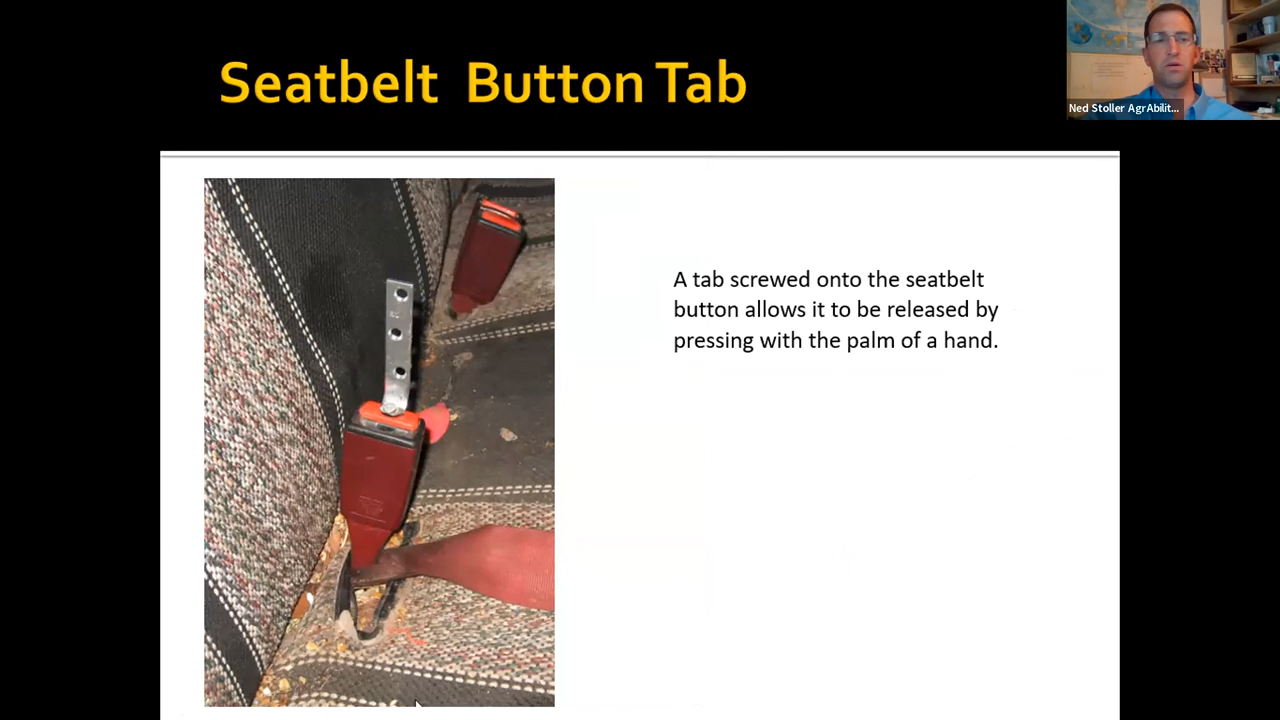 Seatbelt Button Tab
Ned Stoller AgrAbilit...
A tab screwed onto the seatbelt
button allows it to be released by
pressing with the palm of a hand.